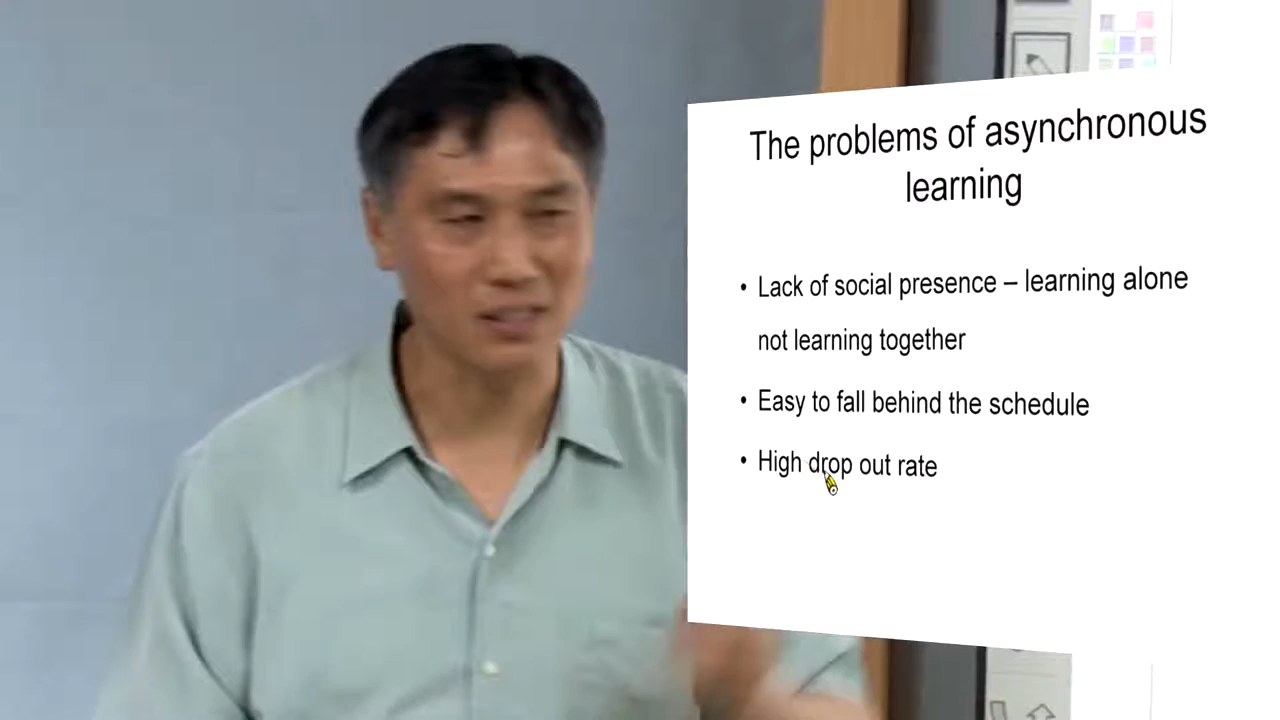 The problems of asynchronous
learning
• Lack of social presence – learning alone
not learning together
• Easy to fall behind the schedule
• High drop out rate